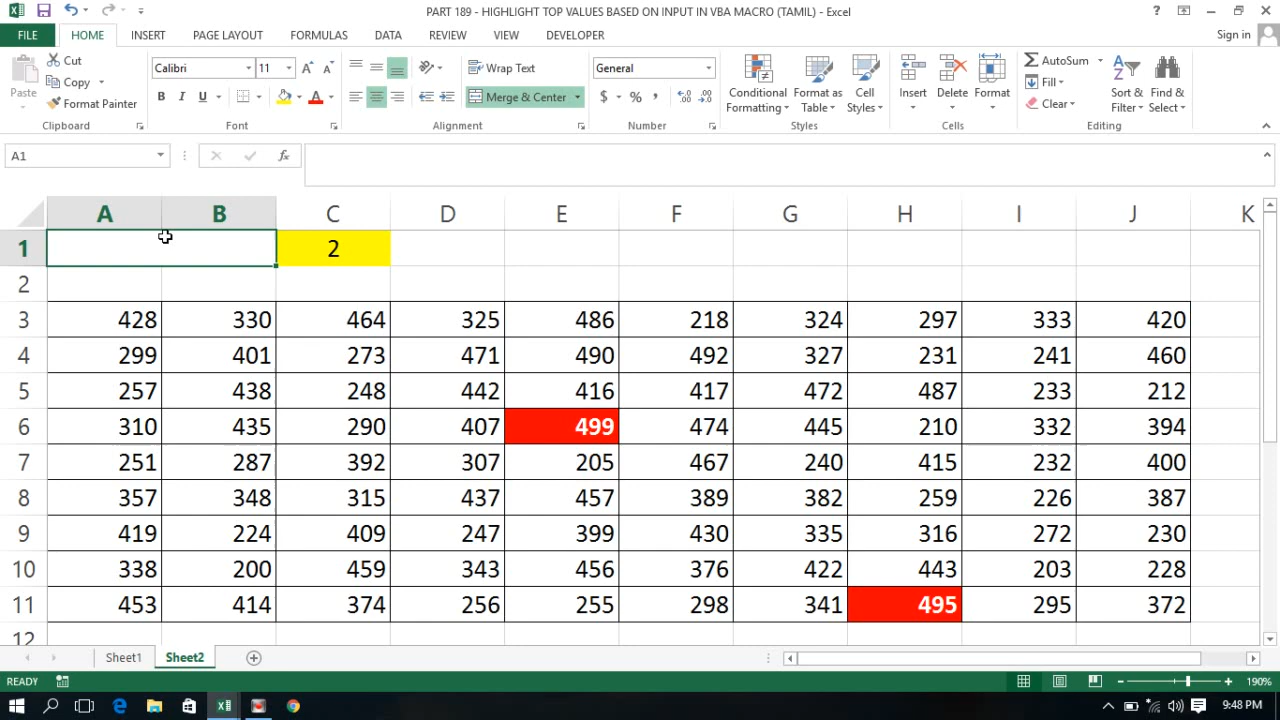 PART 189 - HIGHLIGHT TOP VALUES BASED ON INPUT IN VBA MACRO (TAMIL) - Excel
FILE HOME INSERT PAGE LAYOUT FORMULAS DATA REVIEW VIEW DEVELOPER Sign in
Paste
Cut
Copy
Format Painter
Clipboard
Calibri 11
B I U
Font
Wrap Text
Merge & Center
Alignment
General
$ % ,
Number
Conditional Formatting
Format as Table
Cell Styles
Styles
Insert Delete Format
Cells
AutoSum
Fill
Clear
Sort & Filter
Find & Select
Editing
A1
A B C D E F G H I J K
1 2
2
3 428 330 464 325 486 218 324 297 333 420
4 299 401 273 471 490 492 327 231 241 460
5 257 438 248 442 416 417 472 487 233 212
6 310 435 290 407 499 474 445 210 332 394
7 251 287 392 307 205 467 240 415 232 400
8 357 348 315 437 457 389 382 259 226 387
9 419 224 409 247 399 430 335 316 272 230
10 338 200 459 343 456 376 422 443 203 228
11 453 414 374 256 255 298 341 495 295 372
12
Sheet1 Sheet2
READY 190%
9:48 PM